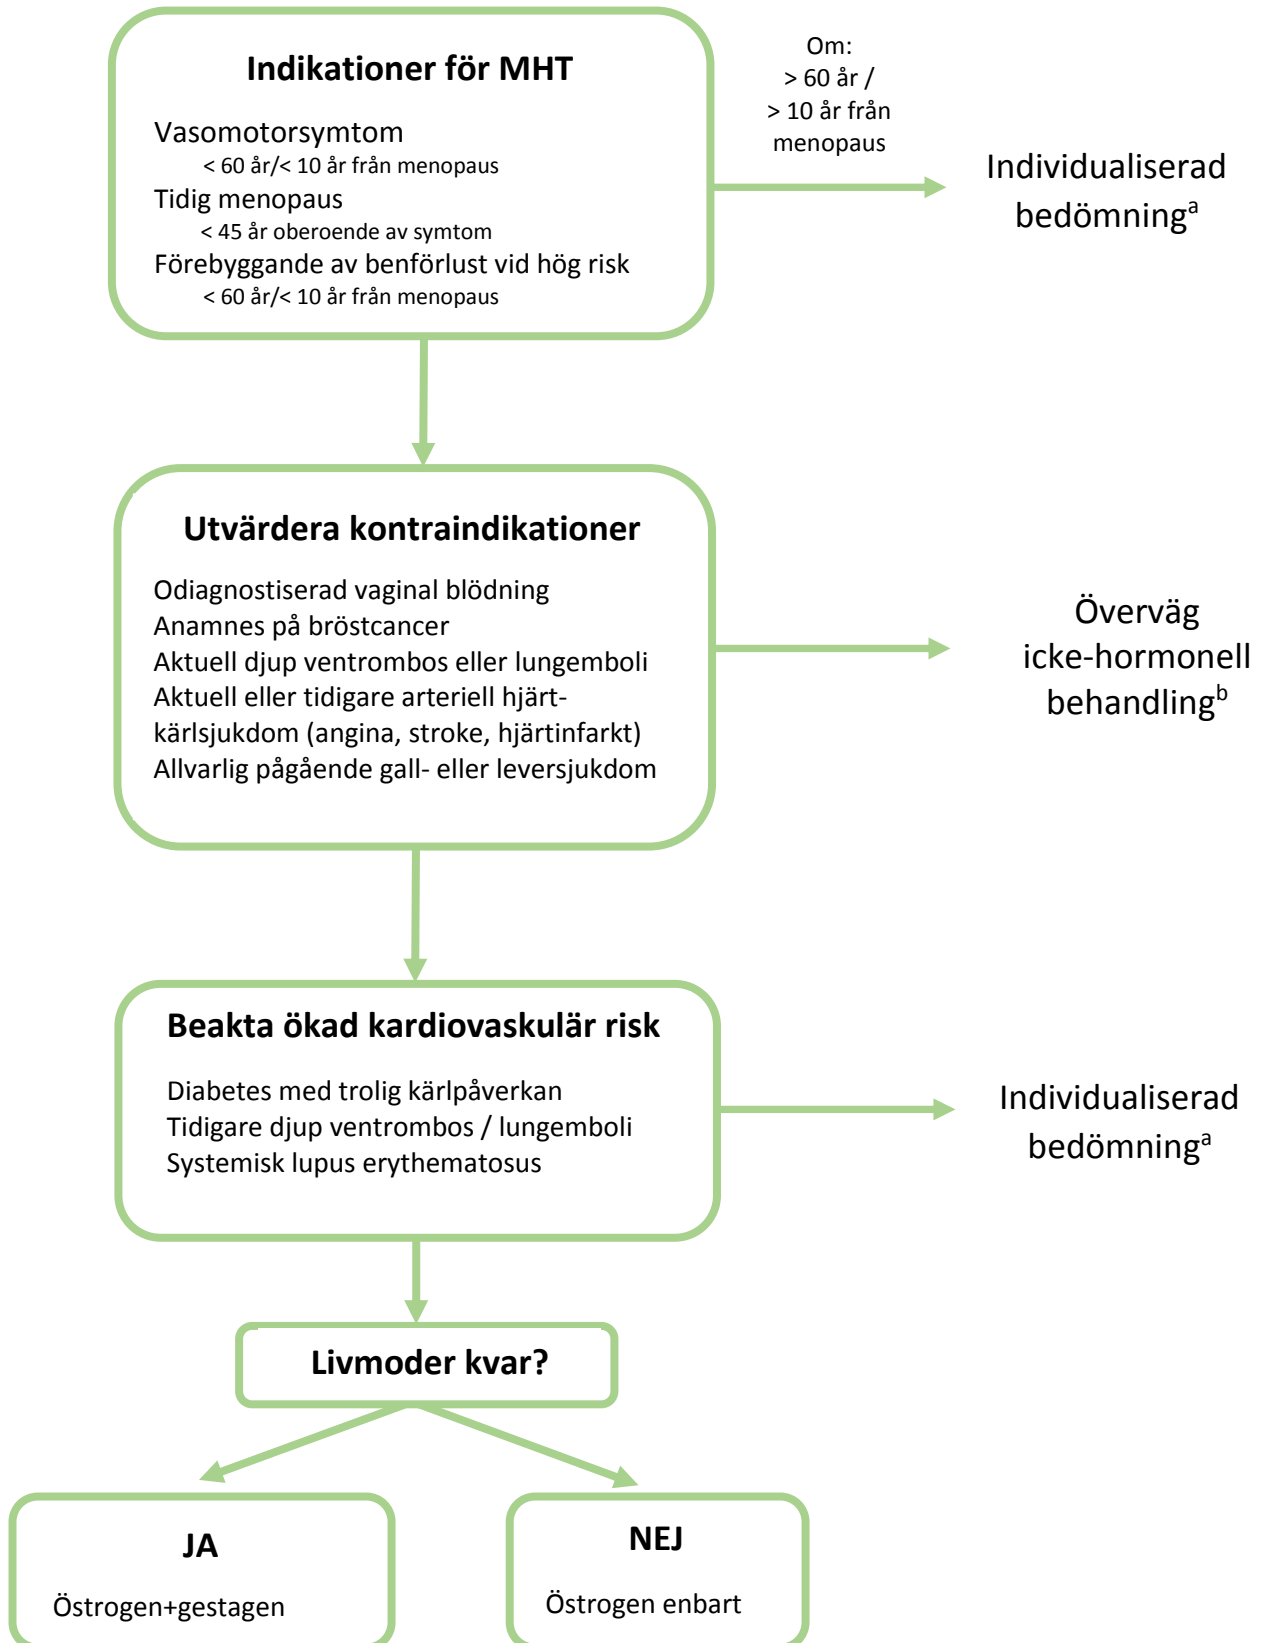 Indikationer för MHT
Vasomotorsymtom
< 60 år/< 10 år från menopaus
Tidig menopaus
< 45 år oberoende av symtom
Förebyggande av benförlust vid hög risk
< 60 år/< 10 år från menopaus
Om:
> 60 år /
> 10 år från
menopaus
Individualiserad
bedömningᵃ
Utvärdera kontraindikationer
Odiagnostiserad vaginal blödning
Anamnes på bröstcancer
Aktuell djup ventrombos eller lungemboli
Aktuell eller tidigare arteriell hjärt-
kärlsjukdom (angina, stroke, hjärtinfarkt)
Allvarlig pågående gall- eller leversjukdom
Överväg
icke-hormonell
behandlingᵇ
Beakta ökad kardiovaskulär risk
Diabetes med trolig kärlpåverkan
Tidigare djup ventrombos / lungemboli
Systemisk lupus erythematosus
Individualiserad
bedömningᵃ
Livmoder kvar?
JA
Östrogen+gestagen
NEJ
Östrogen enbart